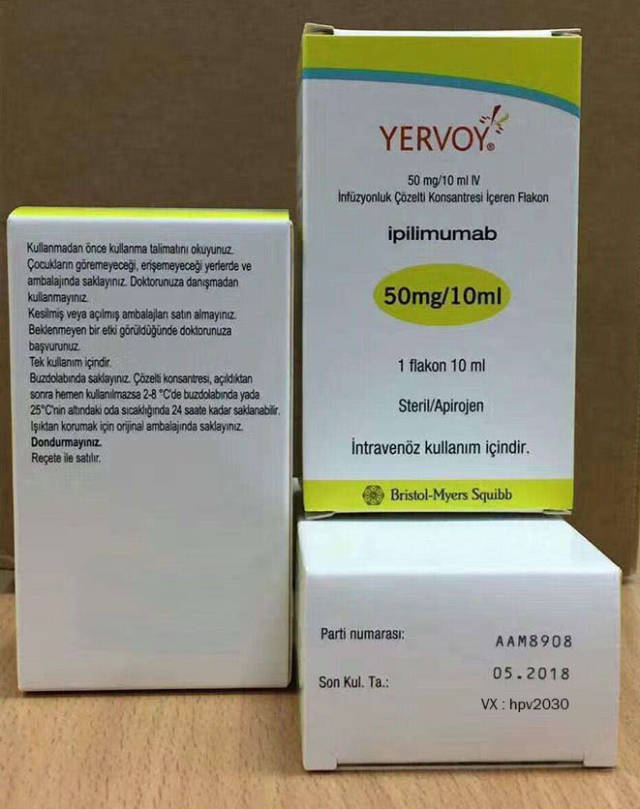 Kullanmadan önce kullanma talimatını okuyunuz.
Çocukların göremeyeceği, erişemeyeceği yerlerde ve
ambalajında saklayınız. Doktorunuza danışmadan
kullanmayınız.
Kesilmiş veya açılmış ambalajları satın almayınız.
Beklenmeyen bir etki görüldüğünde doktorunuza
başvurunuz.
Tek kullanım içindir.
Buzdolabında saklayınız. Çözelti konsantresi, açıldıktan
sonra hemen kullanılmazsa 2-8 °C'de buzdolabında yada
25°C'nin altındaki oda sıcaklığında 24 saate kadar saklanabilir.
Işıktan korumak için orijinal ambalajında saklayınız.
Dondurmayınız.
Reçete ile satılır.
YERVOY®
50 mg/10 ml IV
İnfüzyonluk Çözelti Konsantresi İçeren Flakon
ipilimumab
50mg/10ml
1 flakon 10 ml
Steril/Apirojen
İntravenöz kullanım içindir.
Bristol-Myers Squibb
Parti numarası: AAM8908
Son Kul. Ta.: 05.2018
VX : hpv2030